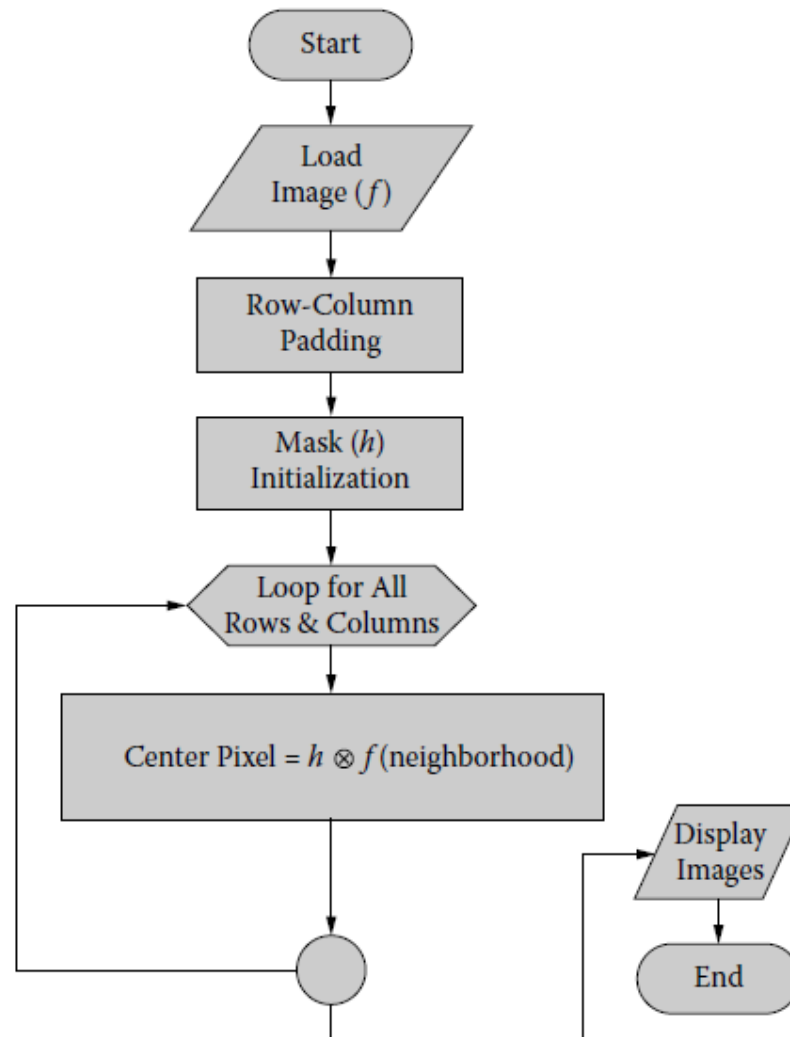 Start
Load
Image (f)
Row-Column
Padding
Mask (h)
Initialization
Loop for All
Rows & Columns
Center Pixel = h ⊗ f (neighborhood)
Display
Images
End